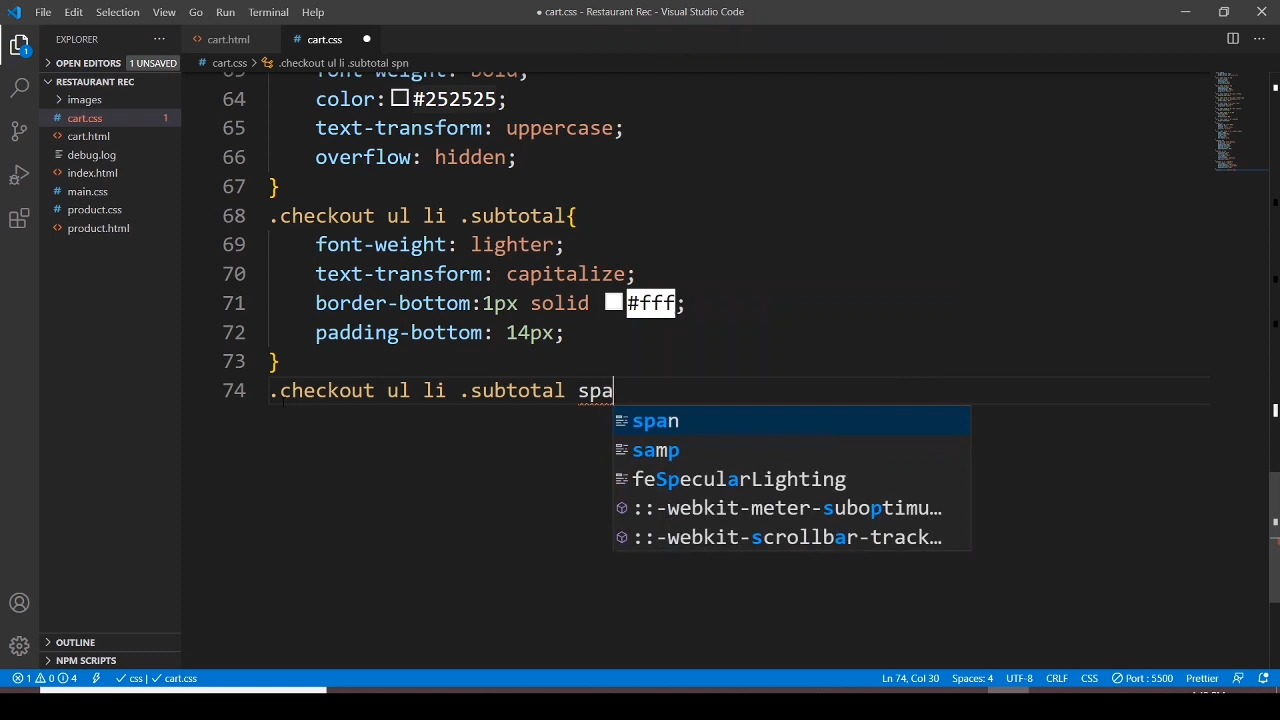 File Edit Selection View Go Run Terminal Help
● cart.css - Restaurant Rec - Visual Studio Code
EXPLORER
cart.html
cart.css
OPEN EDITORS 1 UNSAVED
cart.css > .checkout ul li .subtotal spn
RESTAURANT REC
images
cart.css 1
cart.html
debug.log
index.html
main.css
product.css
product.html
font-weight: bold;
64 color: #252525;
65 text-transform: uppercase;
66 overflow: hidden;
67 }
68 .checkout ul li .subtotal{
69 font-weight: lighter;
70 text-transform: capitalize;
71 border-bottom:1px solid #fff;
72 padding-bottom: 14px;
73 }
74 .checkout ul li .subtotal spa
span
samp
feSpecularLighting
::-webkit-meter-suboptimu…
::-webkit-scrollbar-track…
1
OUTLINE
NPM SCRIPTS
1 0 4 css | cart.css
Ln 74, Col 30 Spaces: 4 UTF-8 CRLF CSS Port : 5500 Prettier